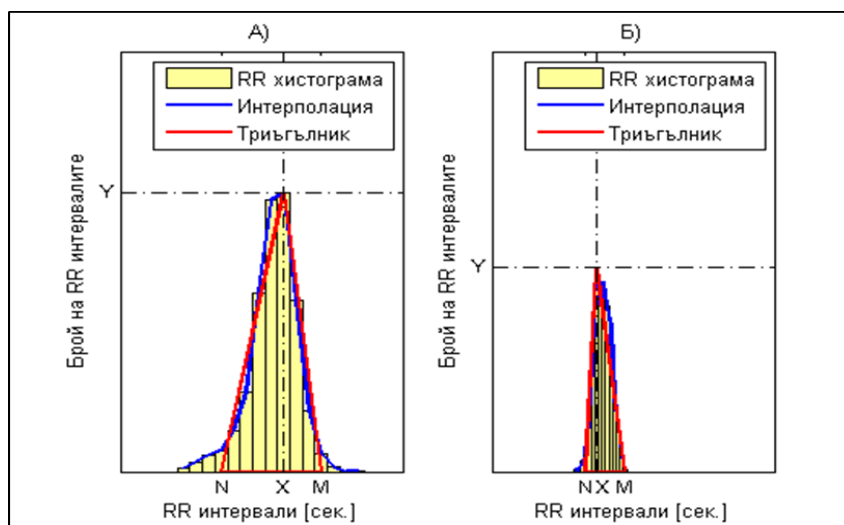 А)
RR хистограма
Интерполация
Триъгълник
Y
Брой на RR интервалите
N X M
RR интервали [сек.]
Б)
RR хистограма
Интерполация
Триъгълник
Y
Брой на RR интервалите
N X M
RR интервали [сек.]